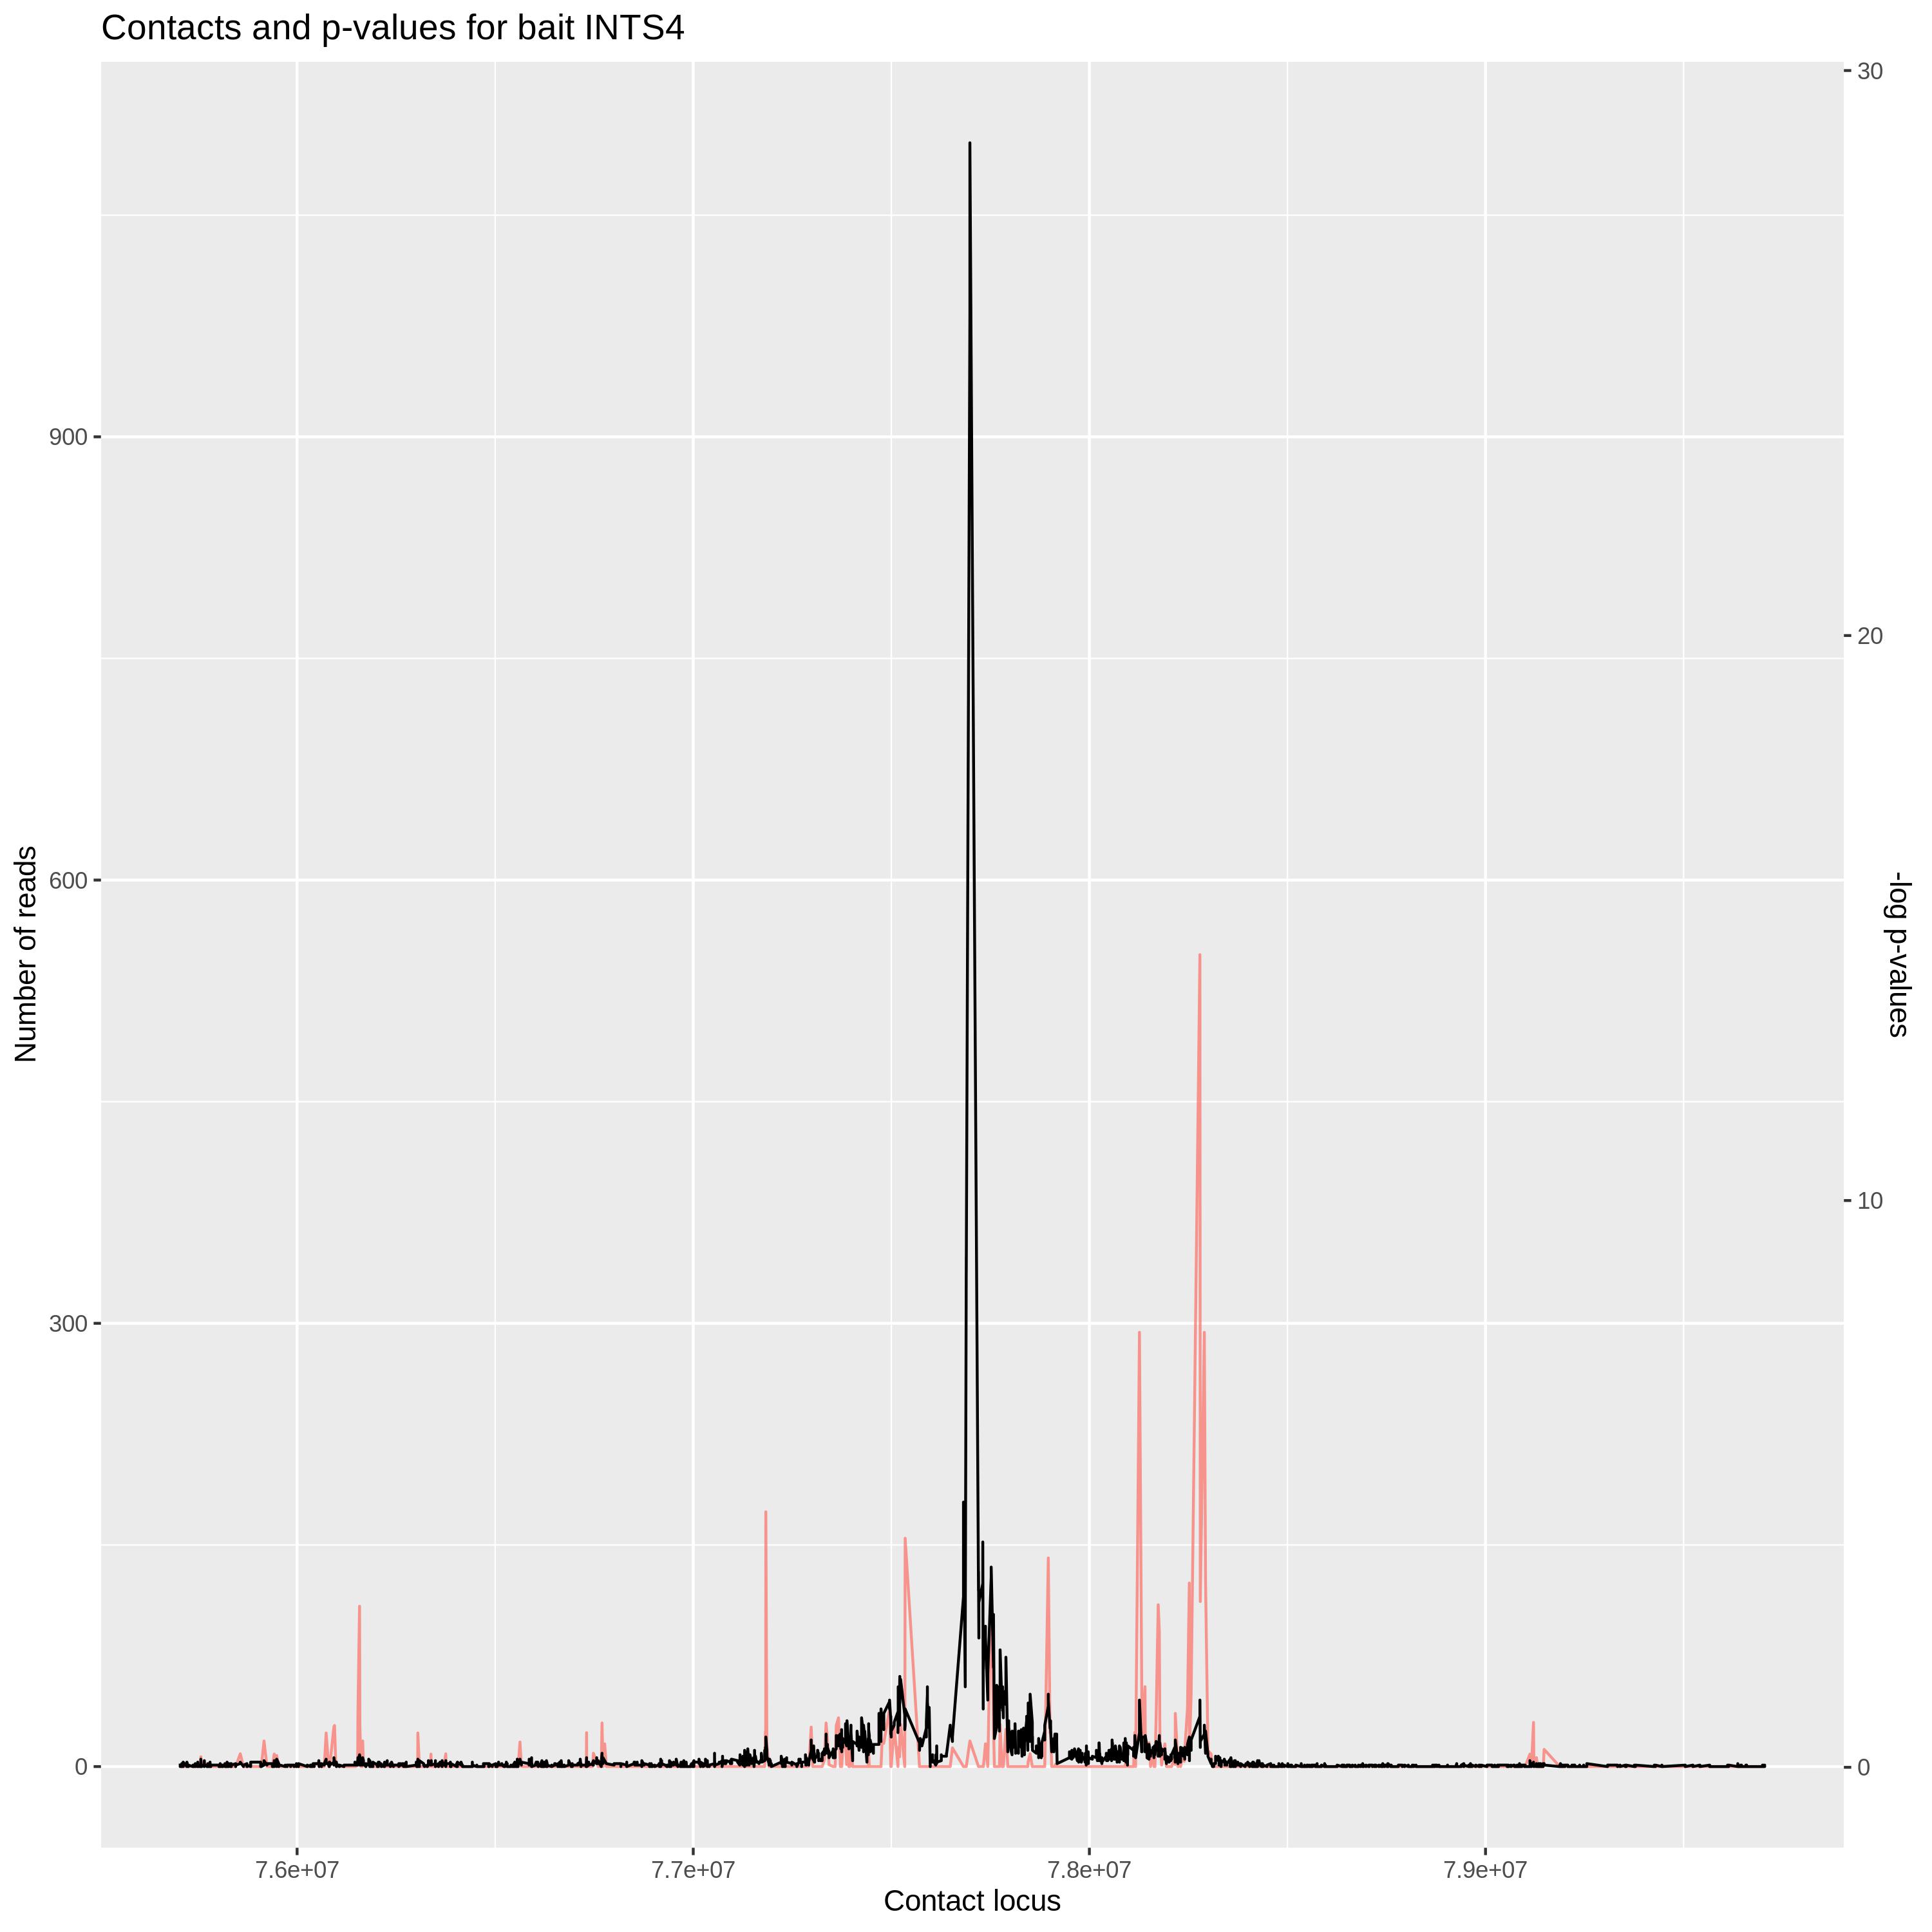 Contacts and p-values for bait INTS4
30
900
20
600
Number of reads
-log p-values
10
300
0
0
7.6e+07
7.7e+07
7.8e+07
7.9e+07
Contact locus